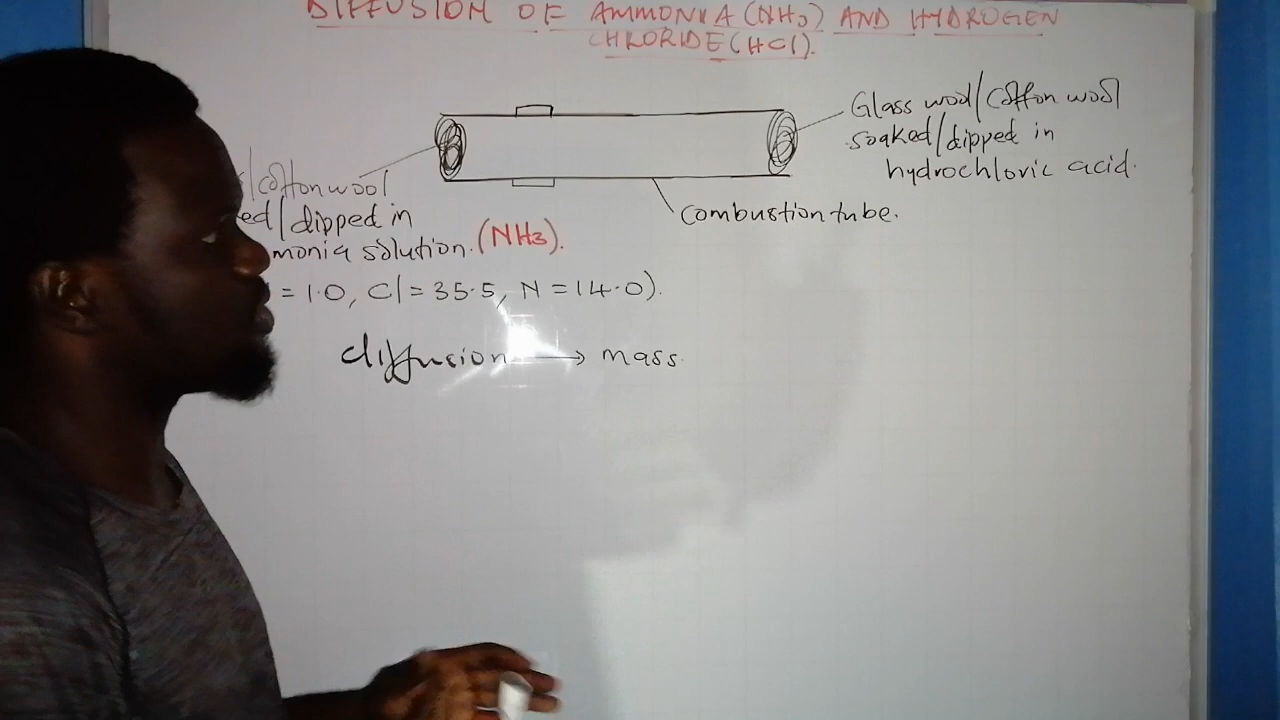 DIFFUSION OF AMMONIA (NH3) AND HYDROGEN
CHRORIDE (HCl).
Glass wool/Cotton wool
soaked/dipped in
hydrochloric acid.
/cotton wool
ed/dipped in
monia solution. (NH3).
Combustion tube.
= 1.0, Cl = 35.5, N = 14.0).
diffusion → mass.